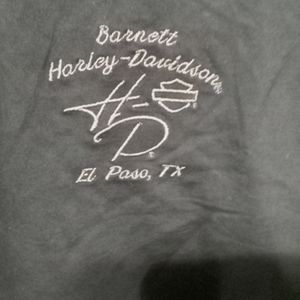 Barnett
Harley-Davidson
H-
D
El Paso, TX